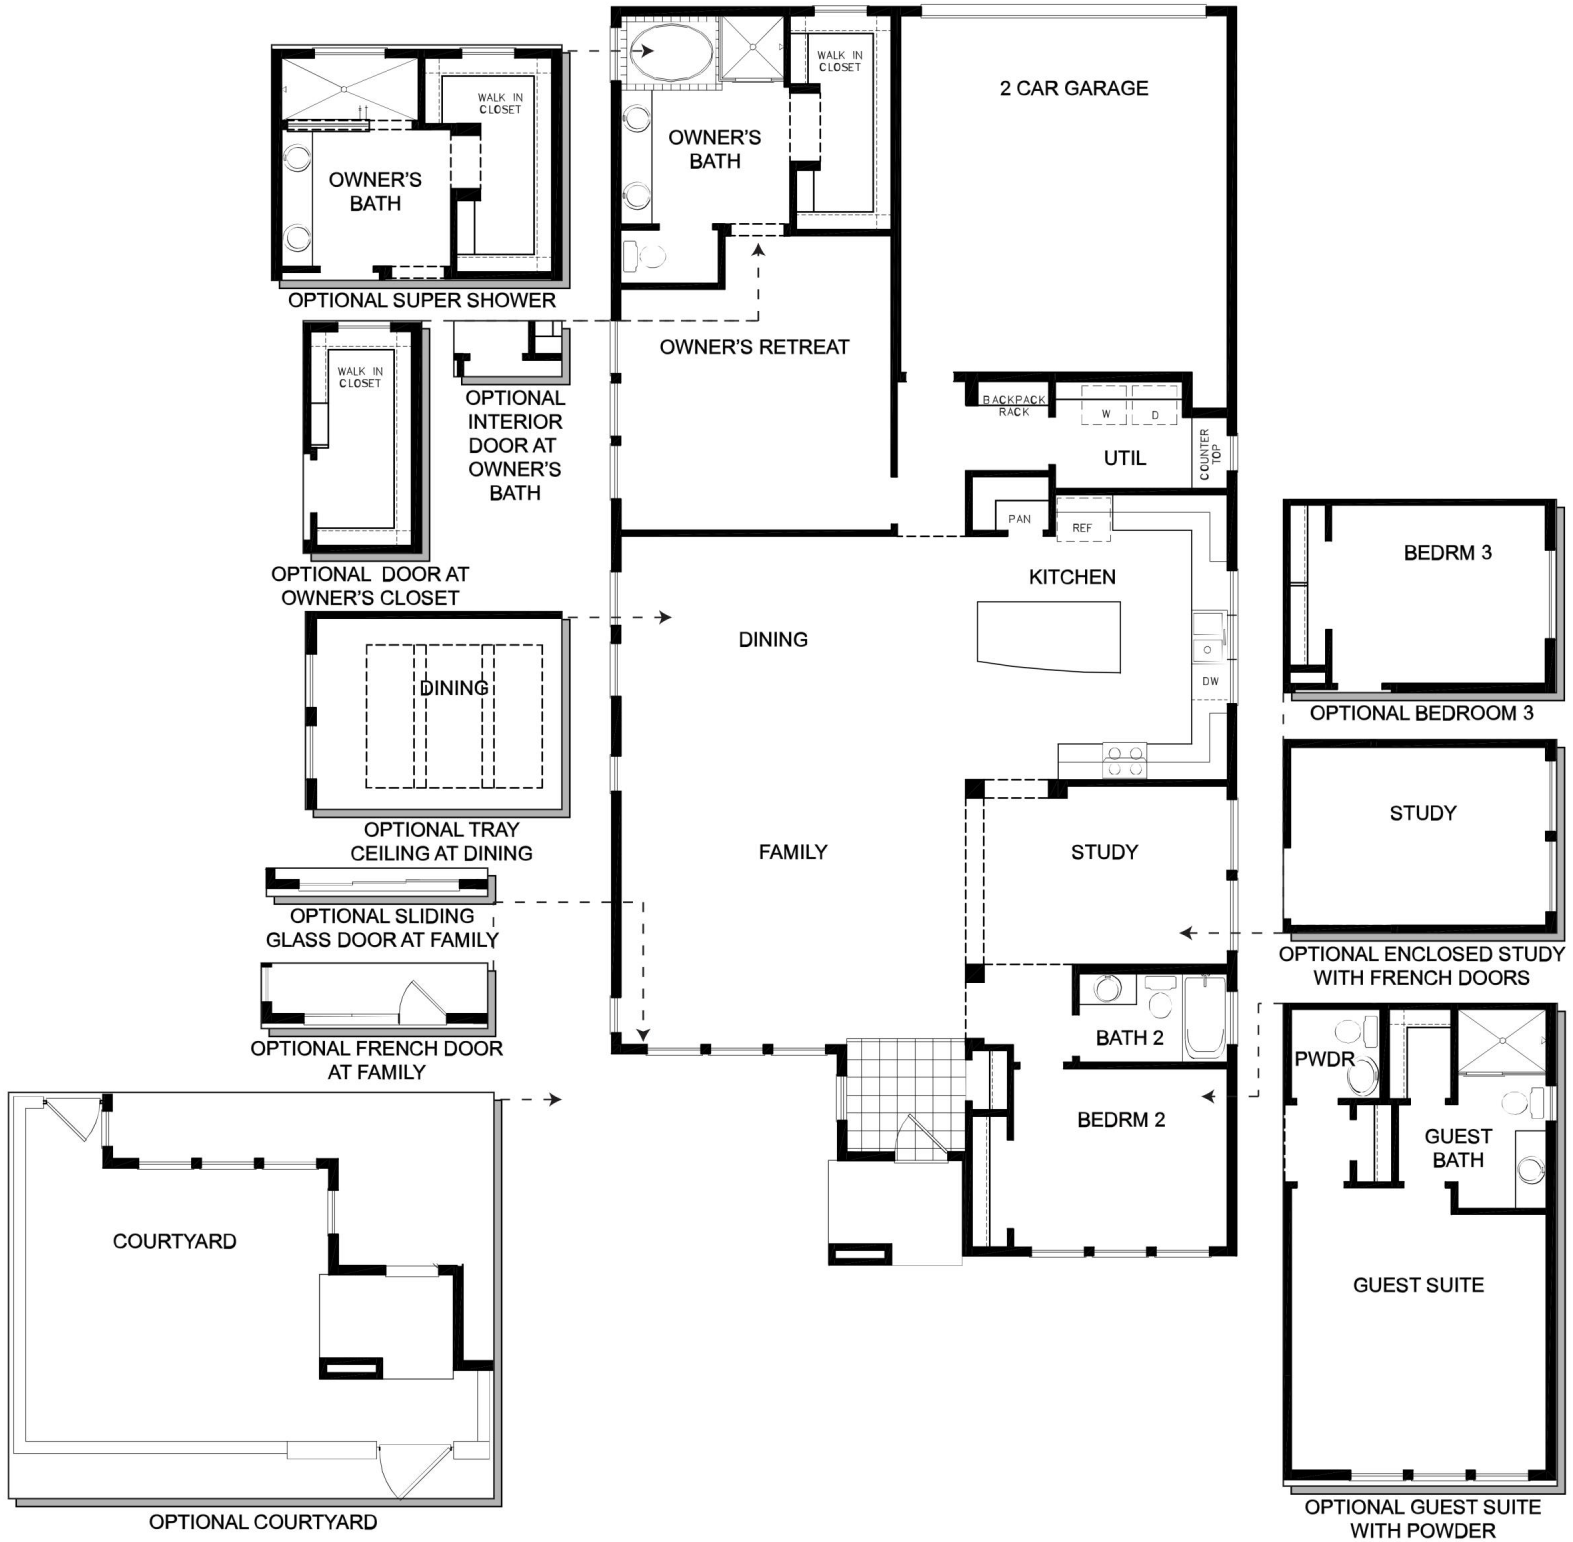 WALK IN
CLOSET
OWNER'S
BATH
OPTIONAL SUPER SHOWER
WALK IN
CLOSET
OPTIONAL DOOR AT
OWNER'S CLOSET
OPTIONAL
INTERIOR
DOOR AT
OWNER'S
BATH
DINING
OPTIONAL TRAY
CEILING AT DINING
OPTIONAL SLIDING
GLASS DOOR AT FAMILY
OPTIONAL FRENCH DOOR
AT FAMILY
COURTYARD
OPTIONAL COURTYARD
WALK IN
CLOSET
OWNER'S
BATH
2 CAR GARAGE
OWNER'S RETREAT
BACKPACK
RACK
W
D
UTIL
COUNTER
TOP
PAN
REF
KITCHEN
DINING
DW
FAMILY
STUDY
BATH 2
BEDRM 2
BEDRM 3
OPTIONAL BEDROOM 3
STUDY
OPTIONAL ENCLOSED STUDY
WITH FRENCH DOORS
PWDR
GUEST
BATH
GUEST SUITE
OPTIONAL GUEST SUITE
WITH POWDER